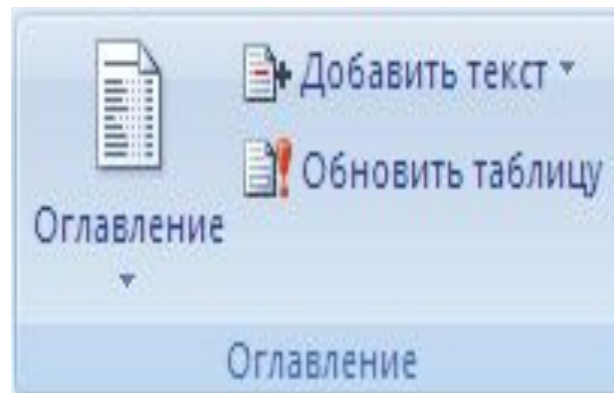 Оглавление
Добавить текст
Обновить таблицу
Оглавление